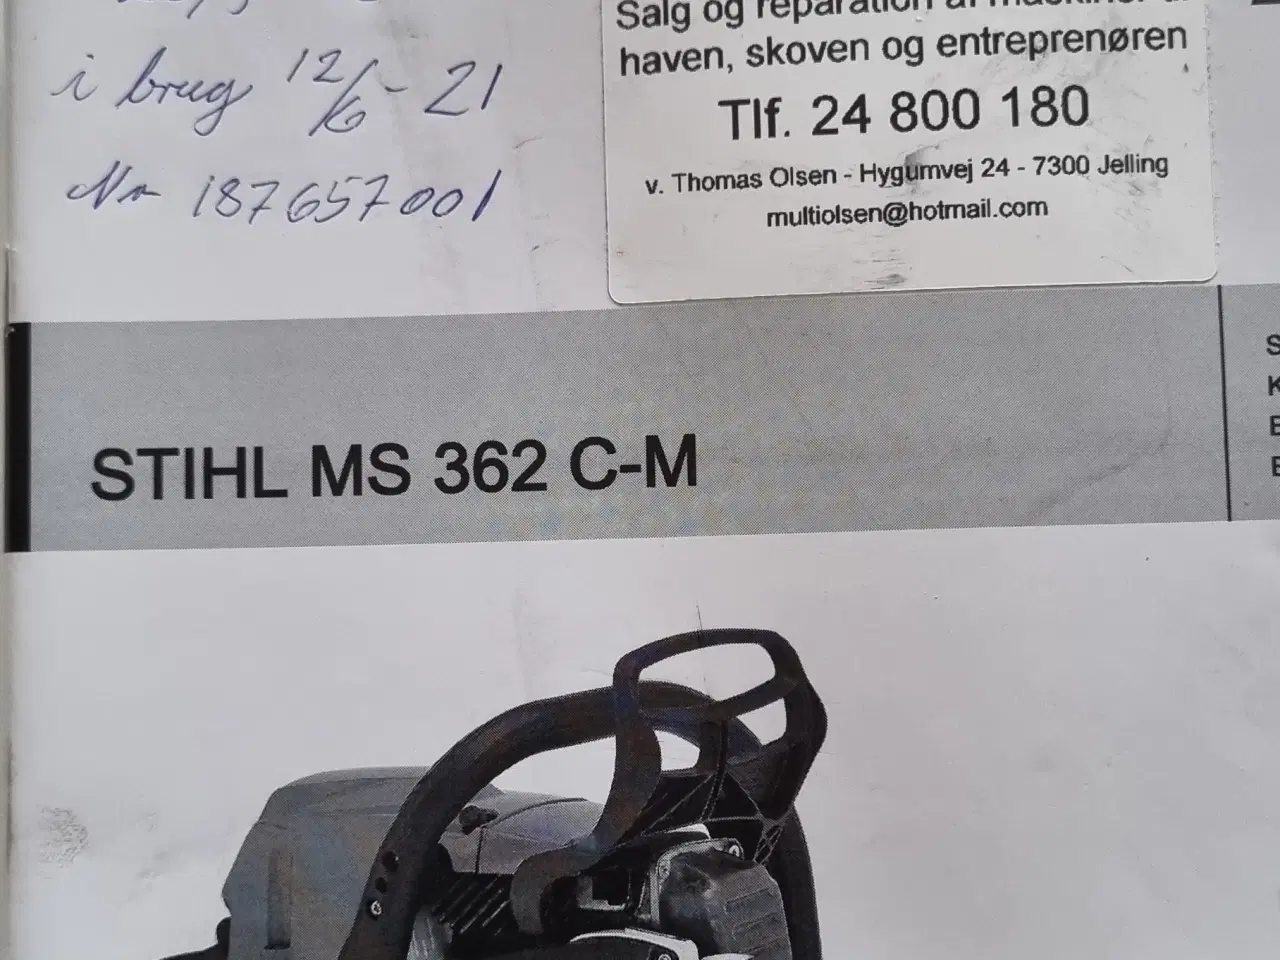 i brug 12/6 - 21
Nr 187657001
Salg og reparation af maskiner
haven, skoven og entreprenøren
Tlf. 24 800 180
v. Thomas Olsen - Hygumvej 24 - 7300 Jelling
multiolsen@hotmail.com
STIHL MS 362 C-M